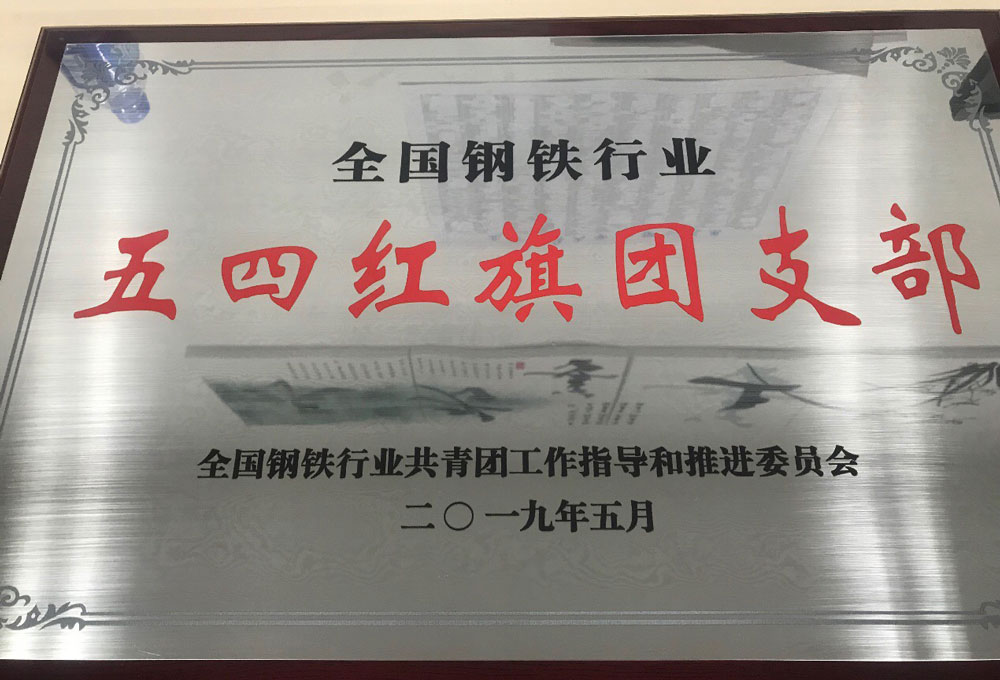 全国钢铁行业
五四红旗团支部
全国钢铁行业共青团工作指导和推进委员会
二〇一九年五月